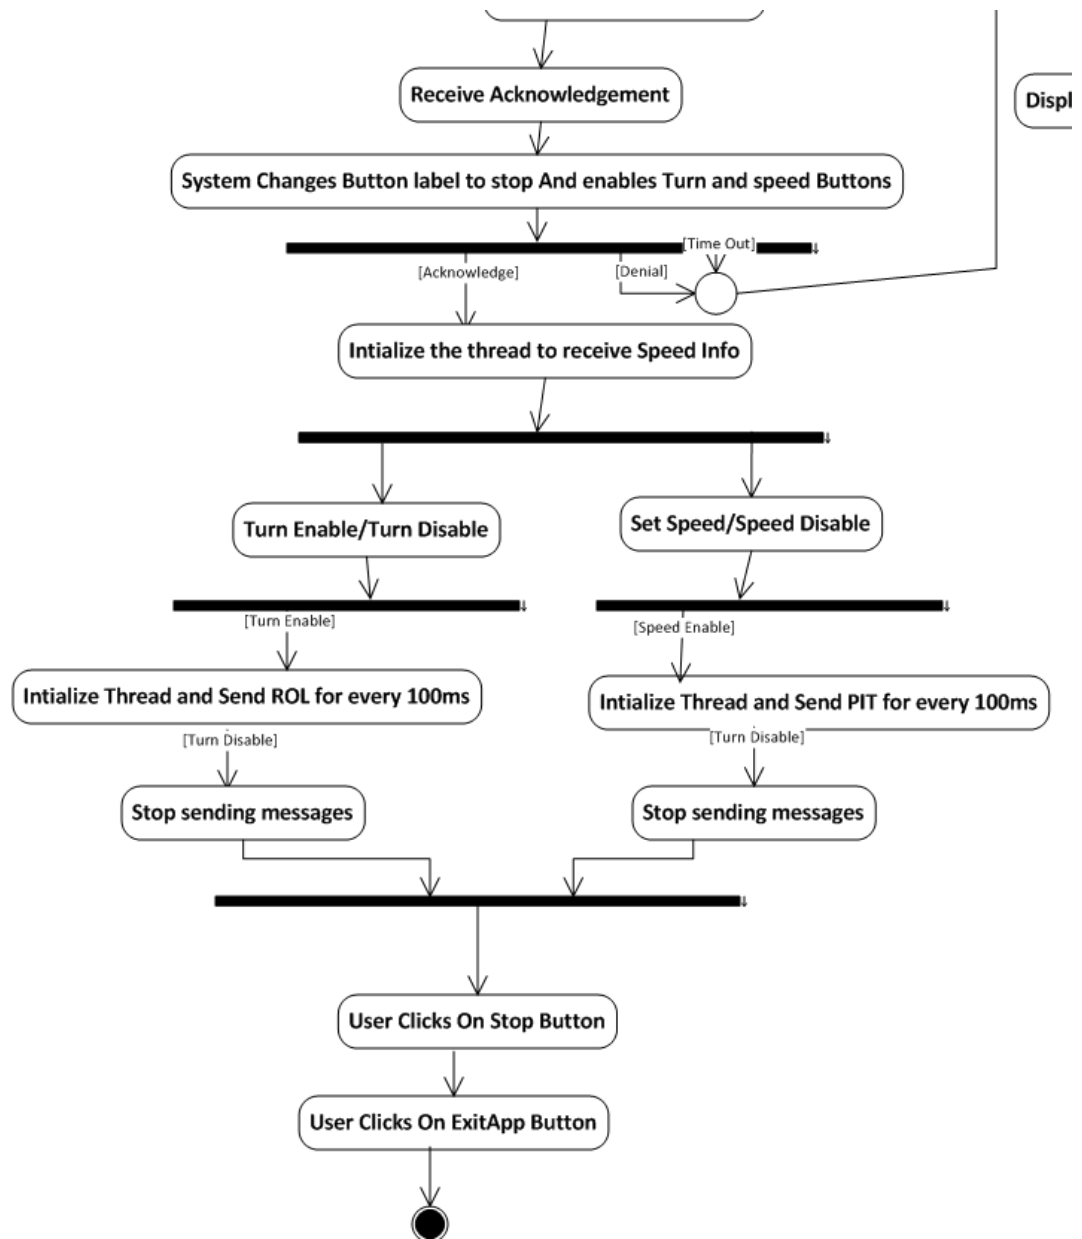 Receive Acknowledgement
Displ
System Changes Button label to stop And enables Turn and speed Buttons
[Time Out]
[Acknowledge]
[Denial]
Intialize the thread to receive Speed Info
Turn Enable/Turn Disable
Set Speed/Speed Disable
[Turn Enable]
[Speed Enable]
Intialize Thread and Send ROL for every 100ms
Intialize Thread and Send PIT for every 100ms
[Turn Disable]
[Turn Disable]
Stop sending messages
Stop sending messages
User Clicks On Stop Button
User Clicks On ExitApp Button